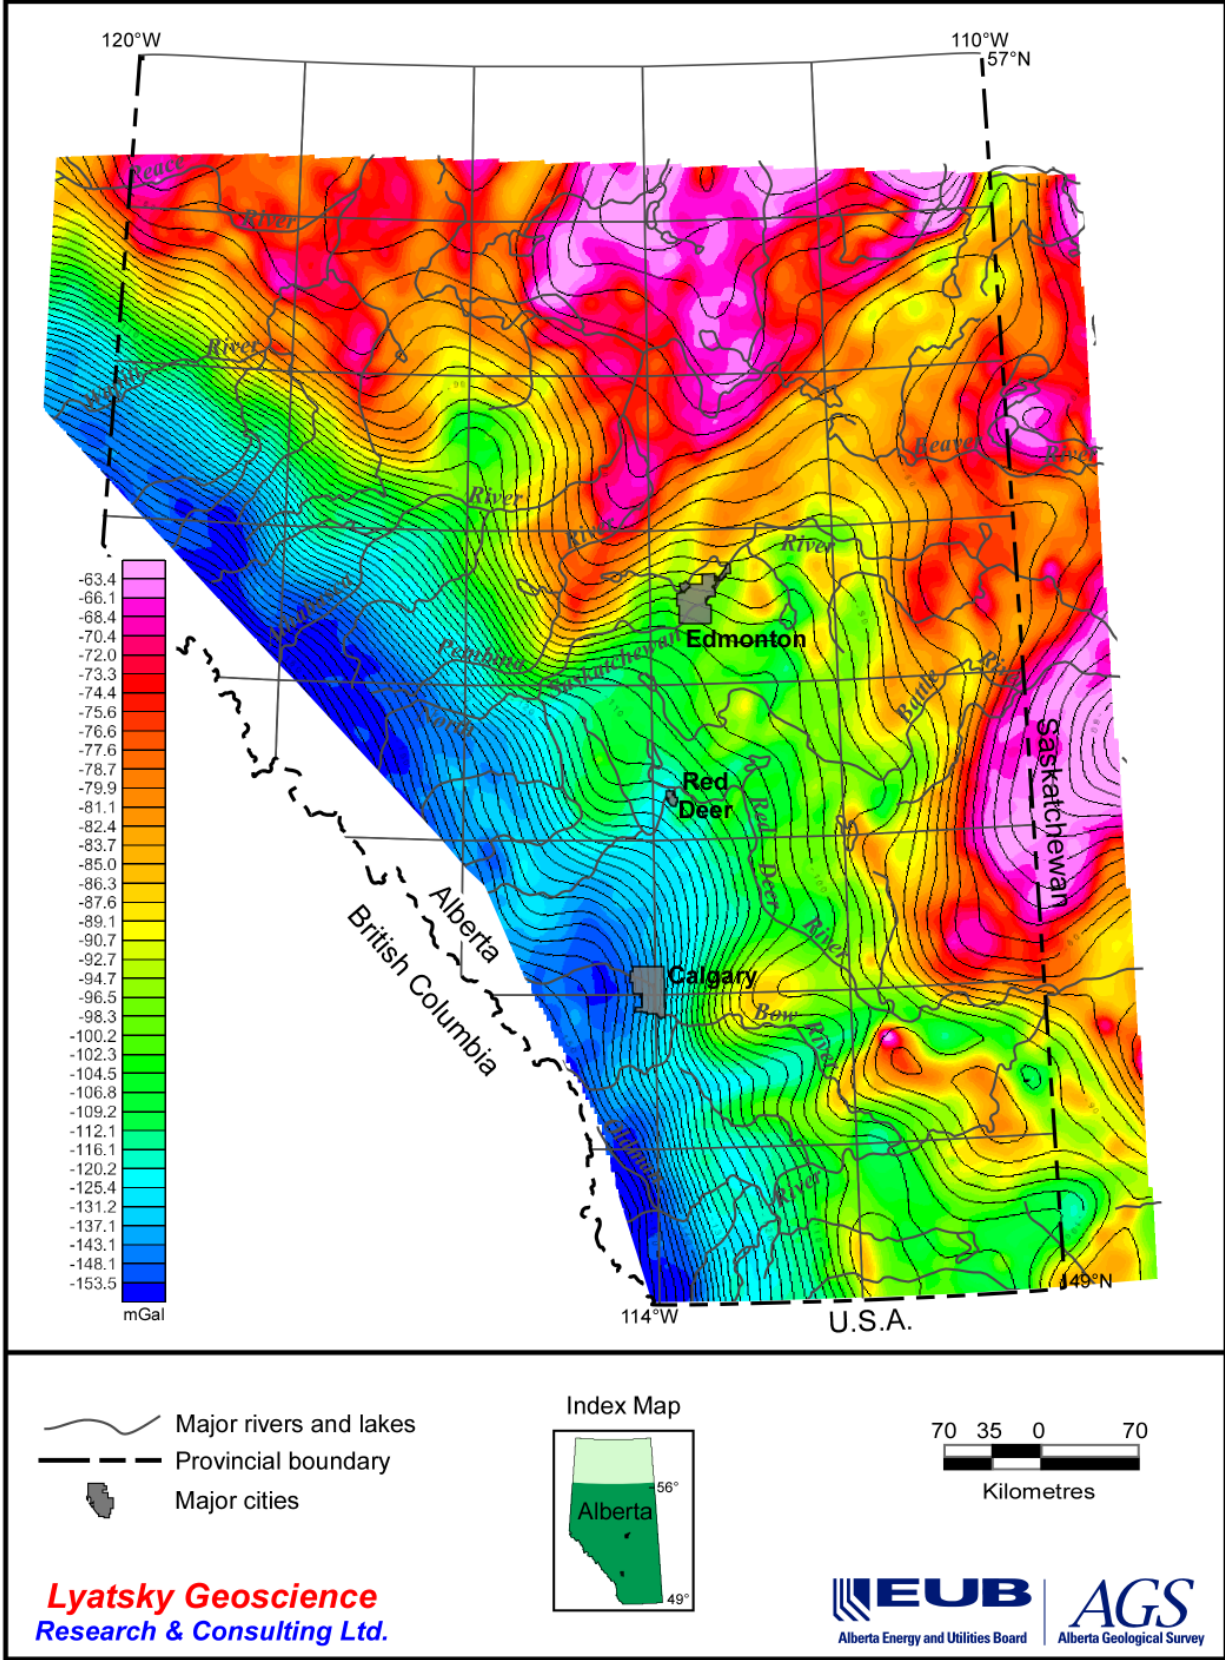 120°W
110°W
57°N
Peace
River
River
Wapiti
Beaver
River
River
River
River
Athabasca
Edmonton
Pembina
Saskatchewan
North
Battle
River
Saskatchewan
Red
Deer
Red
Deer
River
Alberta
British Columbia
Calgary
Bow
River
Oldman
River
-63.4
-66.1
-68.4
-70.4
-72.0
-73.3
-74.4
-75.6
-76.6
-77.6
-78.7
-79.9
-81.1
-82.4
-83.7
-85.0
-86.3
-87.6
-89.1
-90.7
-92.7
-94.7
-96.5
-98.3
-100.2
-102.3
-104.5
-106.8
-109.2
-112.1
-116.1
-120.2
-125.4
-131.2
-137.1
-143.1
-148.1
-153.5
mGal
49°N
114°W
U.S.A.
Major rivers and lakes
Provincial boundary
Major cities
Index Map
Alberta
56°
49°
70 35 0 70
Kilometres
Lyatsky Geoscience
Research & Consulting Ltd.
EUB
Alberta Energy and Utilities Board
AGS
Alberta Geological Survey